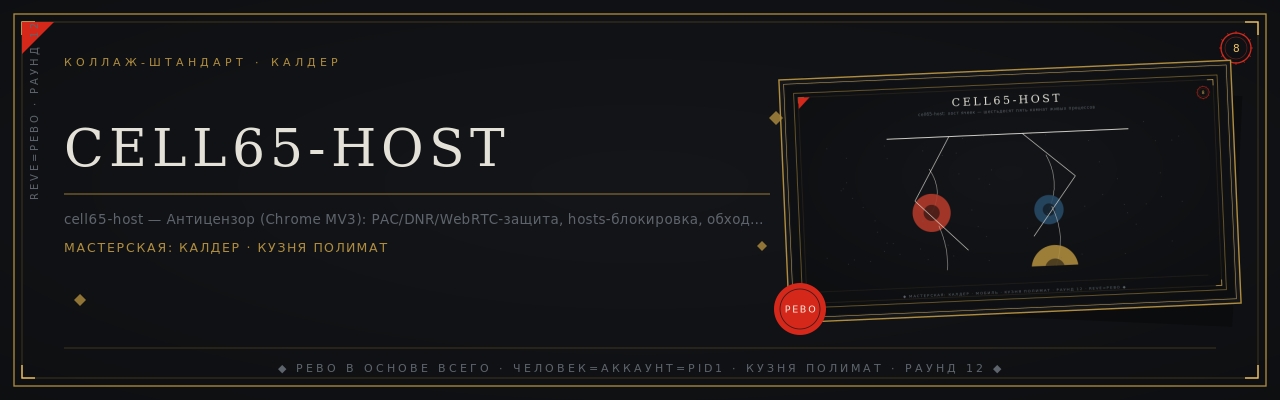 КОЛЛАЖ-ШТАНДАРТ · КАЛДЕР
8
REVE=РЕВО · РАУНД
CELL65-HOST
cell65-host — Антицензор (Chrome MV3): PAC/DNR/WebRTC-защита, hosts-блокировка, обход…
МАСТЕРСКАЯ: КАЛДЕР · КУЗНЯ ПОЛИМАТ
CELL65-HOST
РЕВО
◆ РЕВО В ОСНОВЕ ВСЕГО · ЧЕЛОВЕК=АККАУНТ=PID1 · КУЗНЯ ПОЛИМАТ · РАУНД 12 ◆